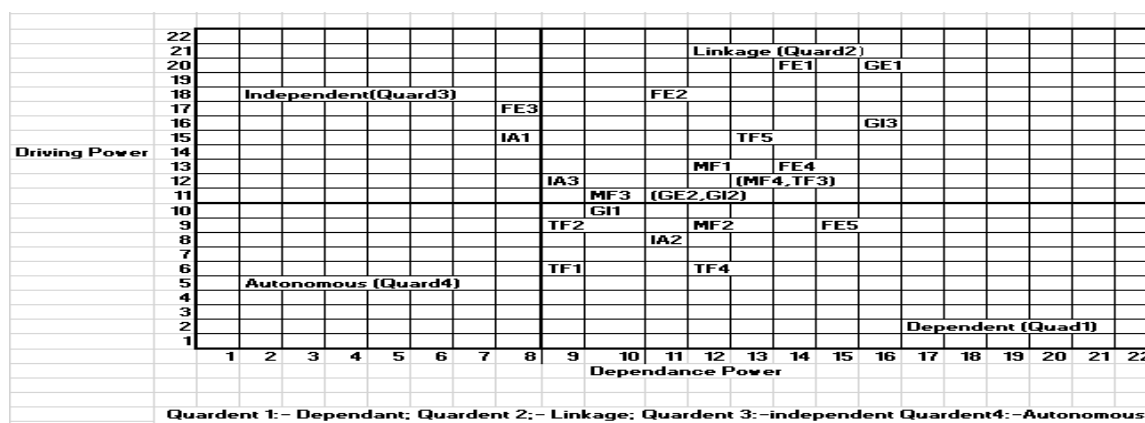 22
21 Linkage (Quard2)
20 FE1 GE1
19
18 Independent(Quard3) FE2
17 FE3
16 GI3
15 IA1 TF5
Driving Power 14
13 MF1 FE4
12 IA3 (MF4,TF3)
11 MF3 (GE2,GI2)
10 GI1
9 TF2 MF2 FE5
8 IA2
7
6 TF1 TF4
5 Autonomous (Quard4)
4
3
2 Dependent (Quad1)
1
1 2 3 4 5 6 7 8 9 10 11 12 13 14 15 16 17 18 19 20 21 22
Dependance Power
Quardent 1:- Dependant; Quardent 2;- Linkage; Quardent 3:-independent Quardent4:-Autonomous